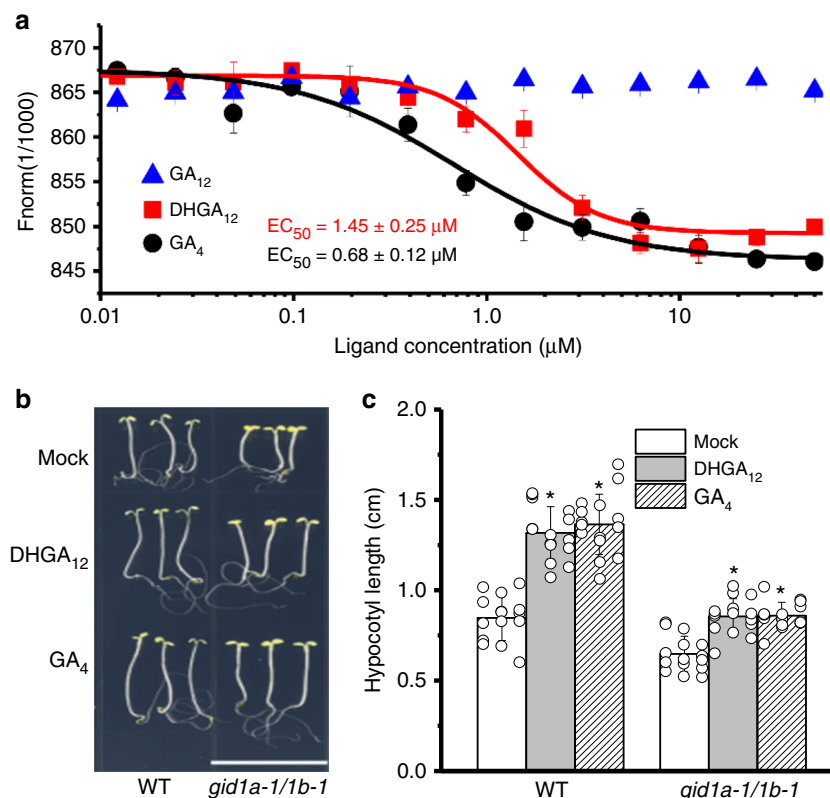 a
870
865
860
855
850
845
Fnorm(1/1000)
GA12
DHGA12
GA4
EC50 = 1.45 ± 0.25 μM
EC50 = 0.68 ± 0.12 μM
0.01
0.1
1.0
10
Ligand concentration (μM)
b
Mock
DHGA12
GA4
WT
gid1a-1/1b-1
c
2.0
1.5
1.0
0.5
0.0
Hypocotyl length (cm)
Mock
DHGA12
GA4
*
*
*
*
WT
gid1a-1/1b-1